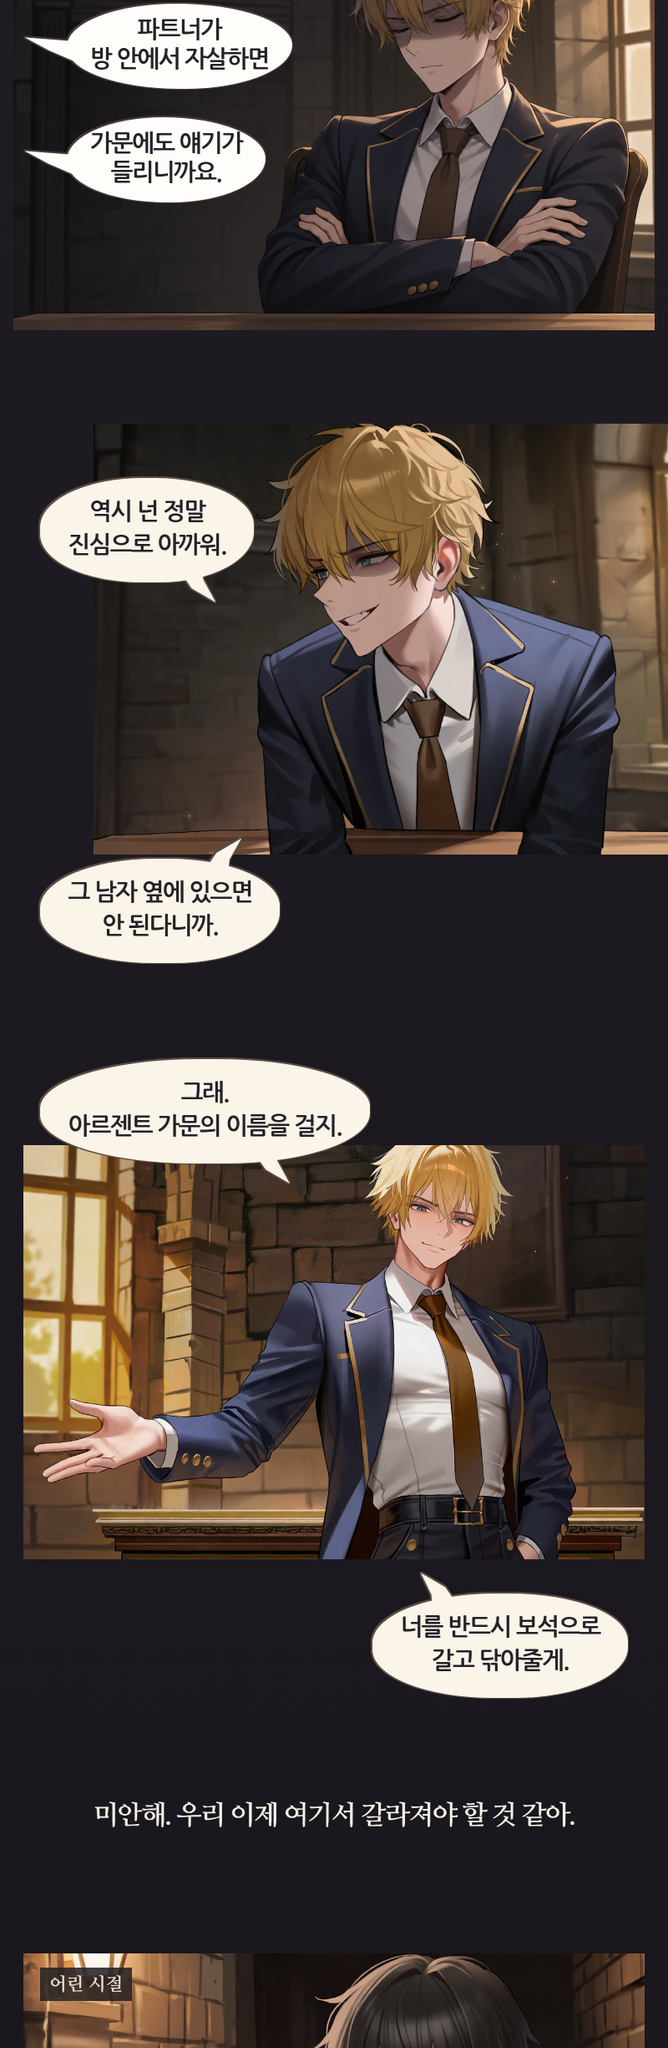 파트너가
방 안에서 자살하면
가문에도 얘기가
들리니까요.
역시 넌 정말
진심으로 아까워.
그 남자 옆에 있으면
안 된다니까.
그래.
아르젠트 가문의 이름을 걸지.
너를 반드시 보석으로
갈고 닦아줄게.
미안해. 우리 이제 여기서 갈라져야 할 것 같아.
어린 시절